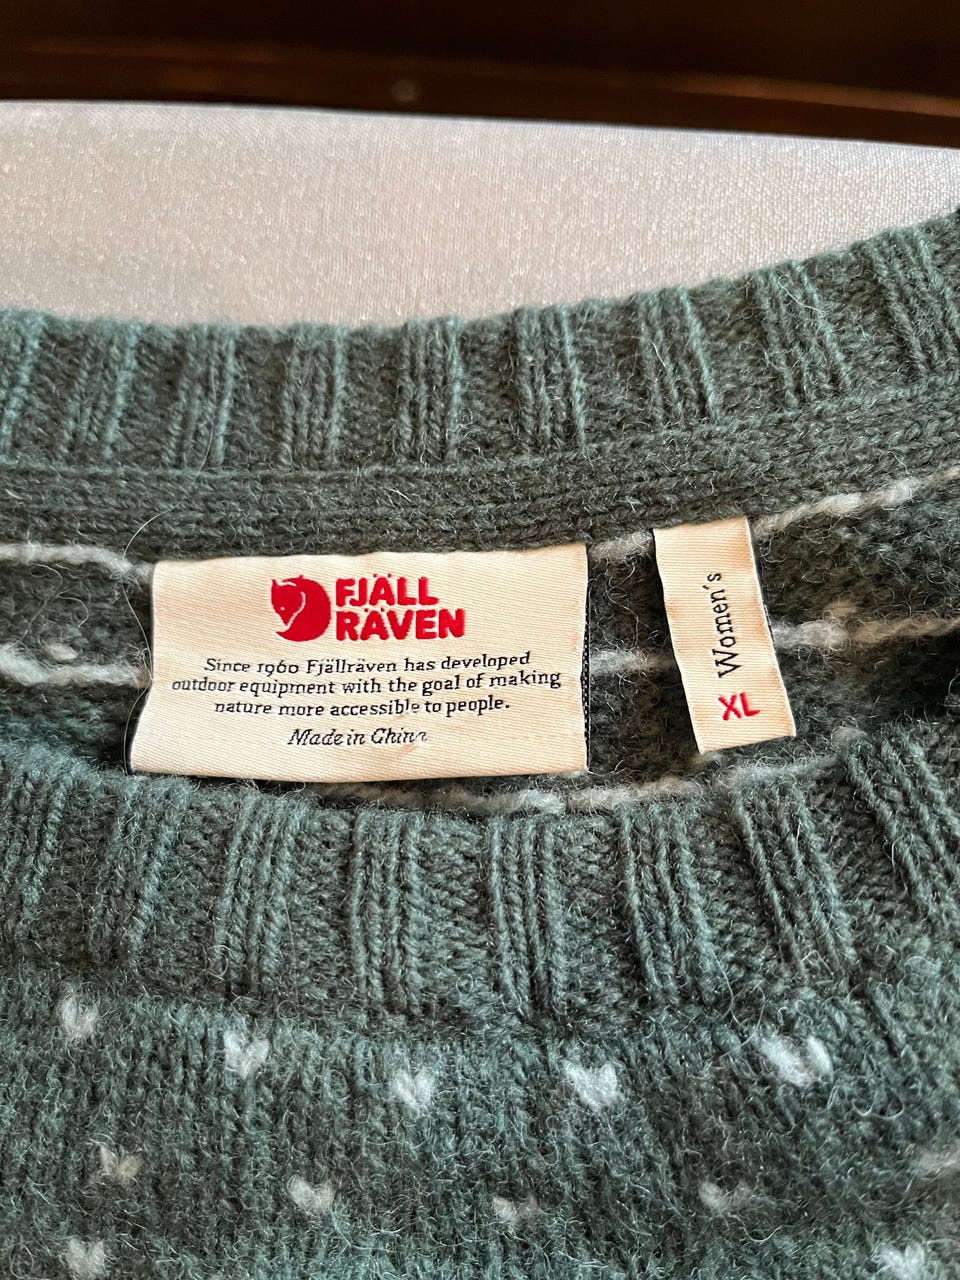 FJÄLL
RÄVEN
Since 1960 Fjällräven has developed
outdoor equipment with the goal of making
nature more accessible to people.
Made in China
Women's
XL